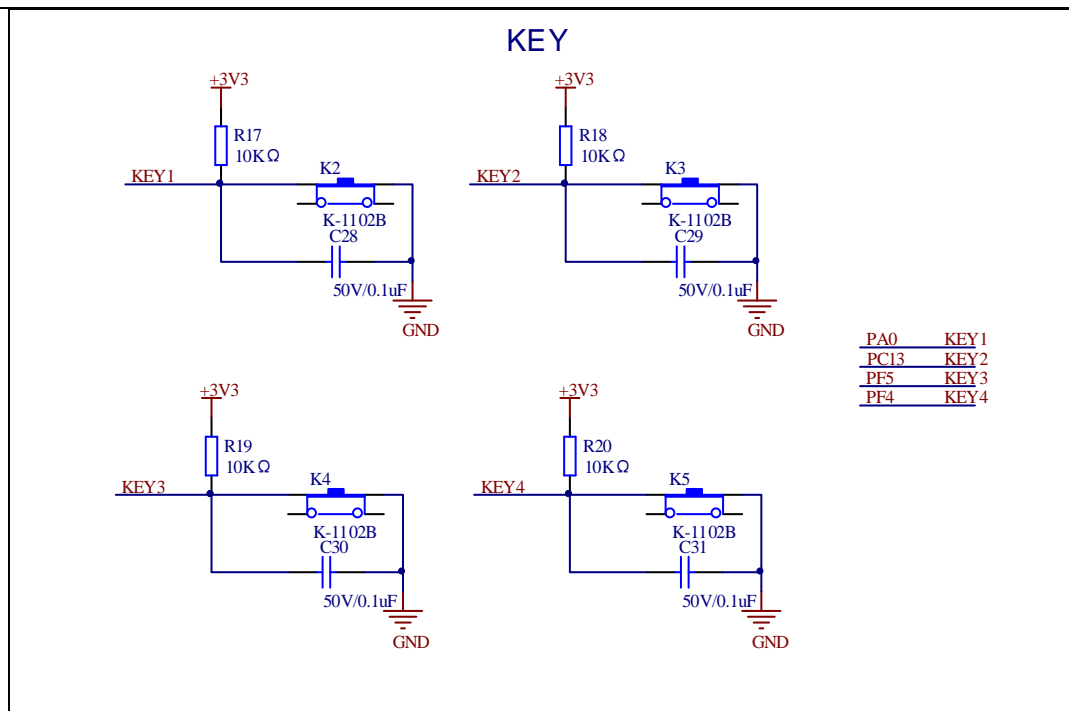 KEY
+3V3
R17
10KΩ
KEY1
K2
K-1102B
C28
50V/0.1uF
GND
+3V3
R18
10KΩ
KEY2
K3
K-1102B
C29
50V/0.1uF
GND
PA0 KEY1
PC13 KEY2
PF5 KEY3
PF4 KEY4
+3V3
R19
10KΩ
KEY3
K4
K-1102B
C30
50V/0.1uF
GND
+3V3
R20
10KΩ
KEY4
K5
K-1102B
C31
50V/0.1uF
GND